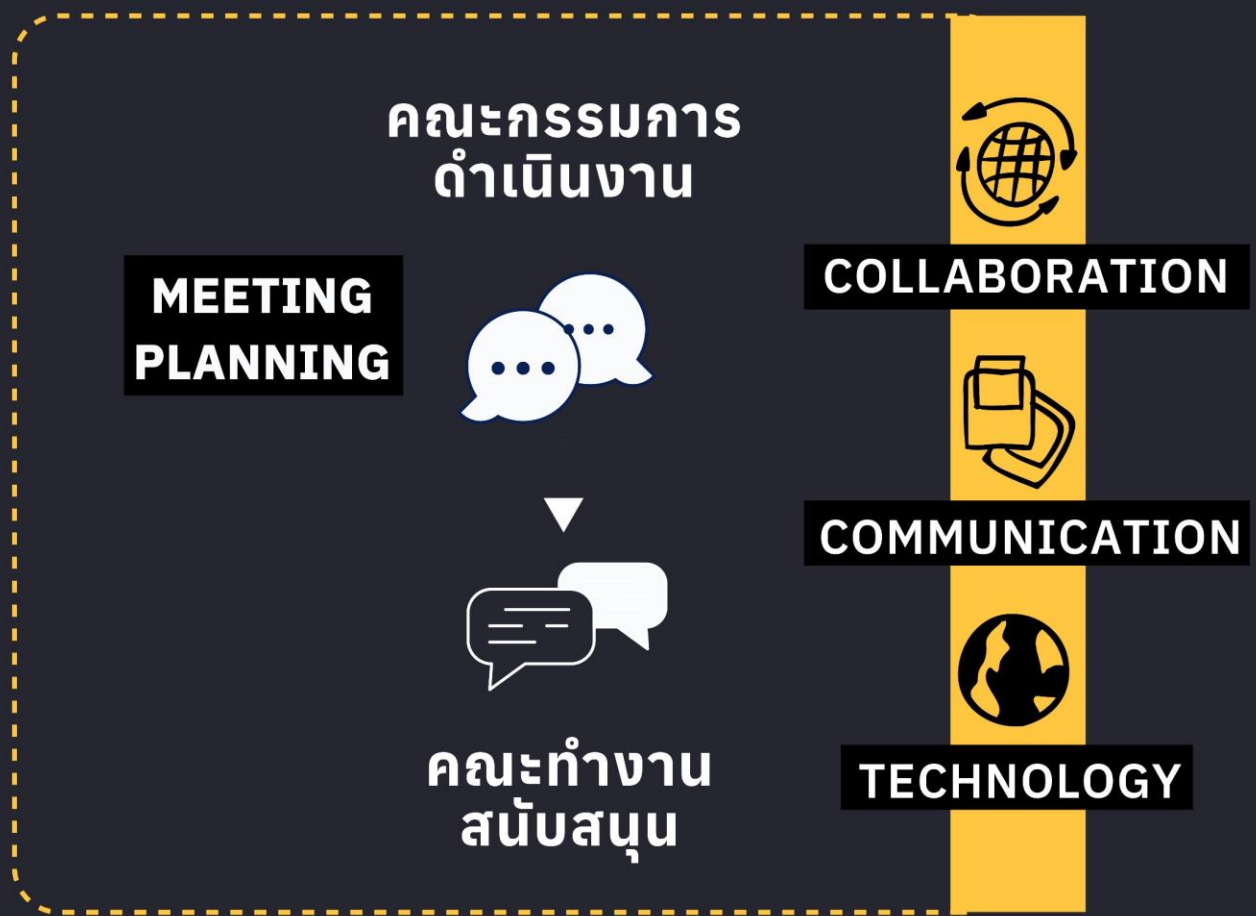 คณะกรรมการ
ดำเนินงาน
MEETING
PLANNING
คณะทำงาน
สนับสนุน
COLLABORATION
COMMUNICATION
TECHNOLOGY